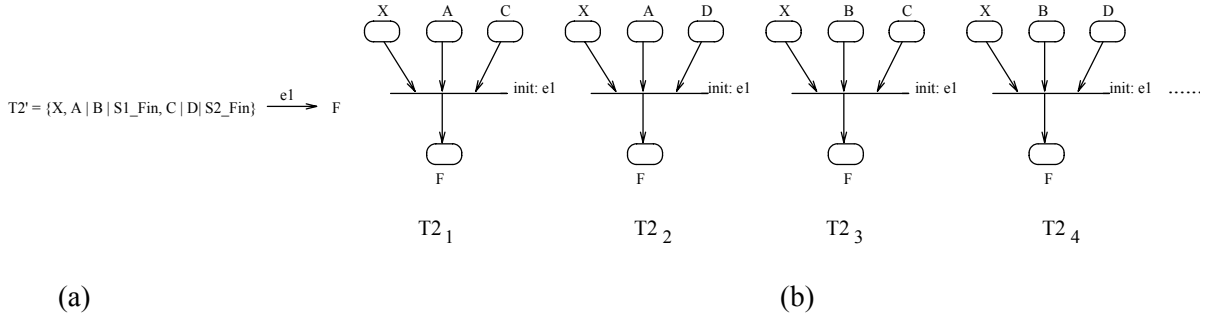 X A C X A D X B C X B D
init: e1 init: e1 init: e1 init: e1 ......
e1
T2' = {X, A | B | S1_Fin, C | D| S2_Fin} F
F F F F
T2 1 T2 2 T2 3 T2 4
(a) (b)